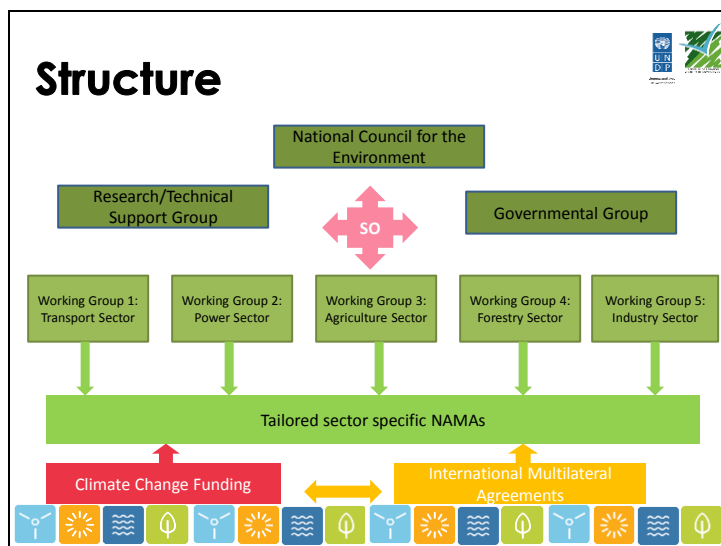 Structure
U N
D P
National Council for the
Environment
Research/Technical
Support Group
SO
Governmental Group
Working Group 1:
Transport Sector
Working Group 2:
Power Sector
Working Group 3:
Agriculture Sector
Working Group 4:
Forestry Sector
Working Group 5:
Industry Sector
Tailored sector specific NAMAs
Climate Change Funding
International Multilateral
Agreements